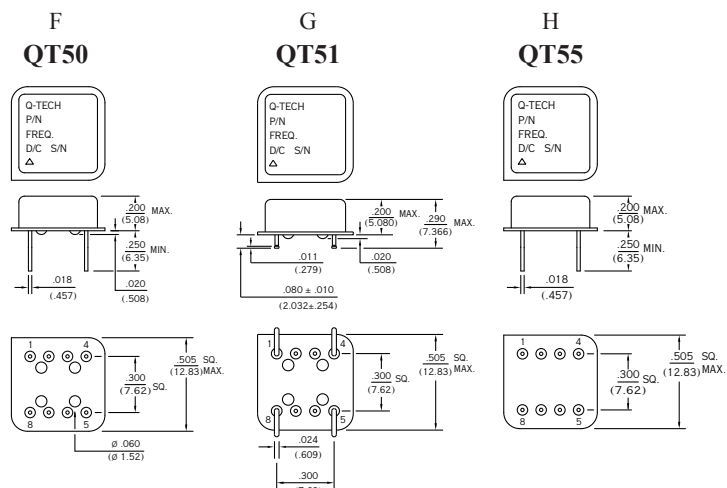 F
QT50
Q-TECH
P/N
FREQ.
D/C S/N
.200
(5.08)
MAX.
.250
(6.35)
MIN.
.018
(.457)
.020
(.508)
1
4
8
5
.300
(7.62)
SQ.
.505
(12.83)
SQ.
MAX.
ø .060
(ø 1.52)
G
QT51
Q-TECH
P/N
FREQ.
D/C S/N
.200
(5.080)
MAX.
.290
(7.366)
MAX.
.011
(.279)
.020
(.508)
.080 ± .010
(2.032±.254)
1
4
8
5
.300
(7.62)
SQ.
.505
(12.83)
SQ.
MAX.
.024
(.609)
.300
H
QT55
Q-TECH
P/N
FREQ.
D/C S/N
.200
(5.08)
MAX.
.250
(6.35)
MIN.
.018
(.457)
1
4
8
5
.300
(7.62)
SQ.
.505
(12.83)
SQ.
MAX.